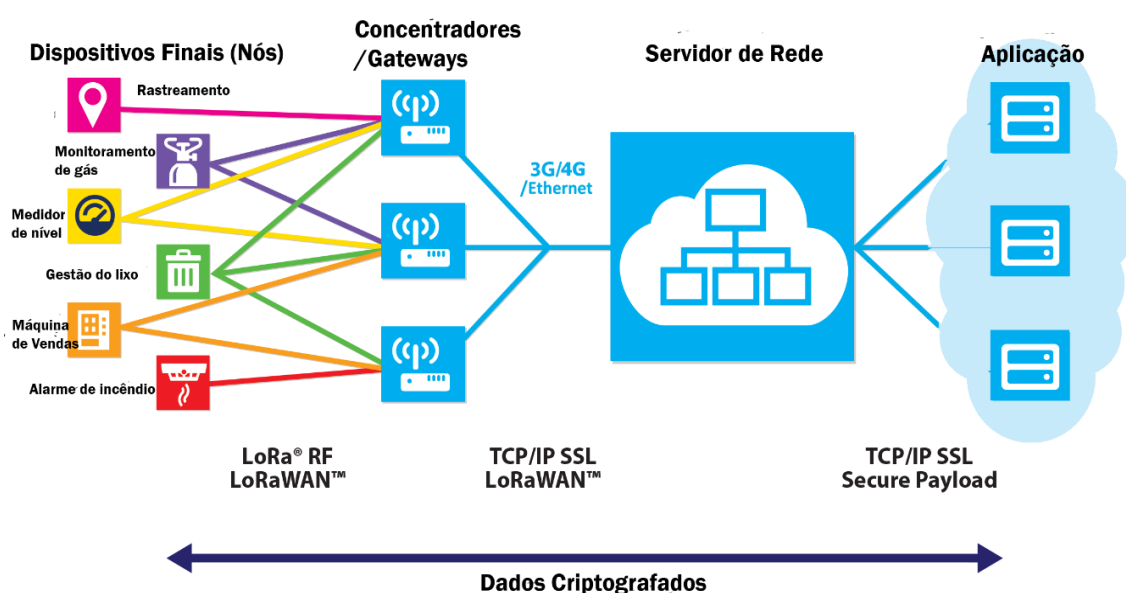 Dispositivos Finais (Nós)
Concentradores
/Gateways
Servidor de Rede
Aplicação
Rastreamento
Monitoramento
de gás
Medidor
de nível
Gestão do lixo
Máquina
de Vendas
Alarme de incêndio
3G/4G
/Ethernet
LoRa® RF
LoRaWAN™
TCP/IP SSL
LoRaWAN™
TCP/IP SSL
Secure Payload
Dados Criptografados